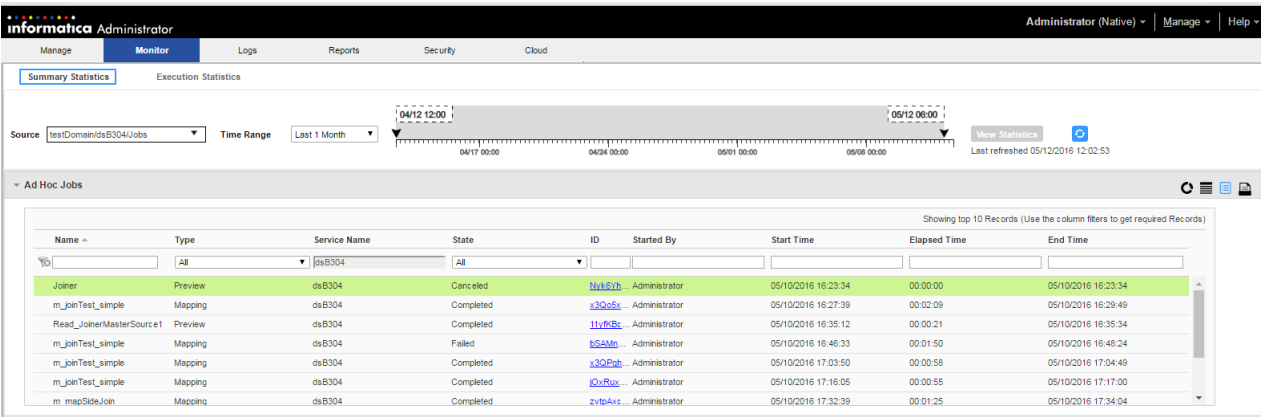 informatica Administrator
Administrator (Native) Manage Help
Manage Monitor Logs Reports Security Cloud
Summary Statistics Execution Statistics
04/12 12:00 05/12 06:00
Source testDomain/dsB304/Jobs Time Range Last 1 Month View Statistics
04/17 00:00 04/24 00:00 05/01 00:00 05/08 00:00 Last refreshed 05/12/2016 12:02:53
Ad Hoc Jobs
Showing top 10 Records (Use the column filters to get required Records)
Name Type Service Name State ID Started By Start Time Elapsed Time End Time
All dsB304 All
Joiner Preview dsB304 Canceled Nyk6Yh... Administrator 05/10/2016 16:23:34 00:00:00 05/10/2016 16:23:34
m_joinTest_simple Mapping dsB304 Completed x3Qo5x... Administrator 05/10/2016 16:27:39 00:02:09 05/10/2016 16:29:49
Read_JoinerMasterSource1 Preview dsB304 Completed 11yfKBc... Administrator 05/10/2016 16:35:12 00:00:21 05/10/2016 16:35:34
m_joinTest_simple Mapping dsB304 Failed bSAMn... Administrator 05/10/2016 16:46:33 00:01:50 05/10/2016 16:48:24
m_joinTest_simple Mapping dsB304 Completed x3QPgh... Administrator 05/10/2016 17:03:50 00:00:58 05/10/2016 17:04:49
m_joinTest_simple Mapping dsB304 Completed jOxRux... Administrator 05/10/2016 17:16:05 00:00:55 05/10/2016 17:17:00
m_mapSideJoin Mapping dsB304 Completed zytpAxc... Administrator 05/10/2016 17:32:39 00:01:25 05/10/2016 17:34:04